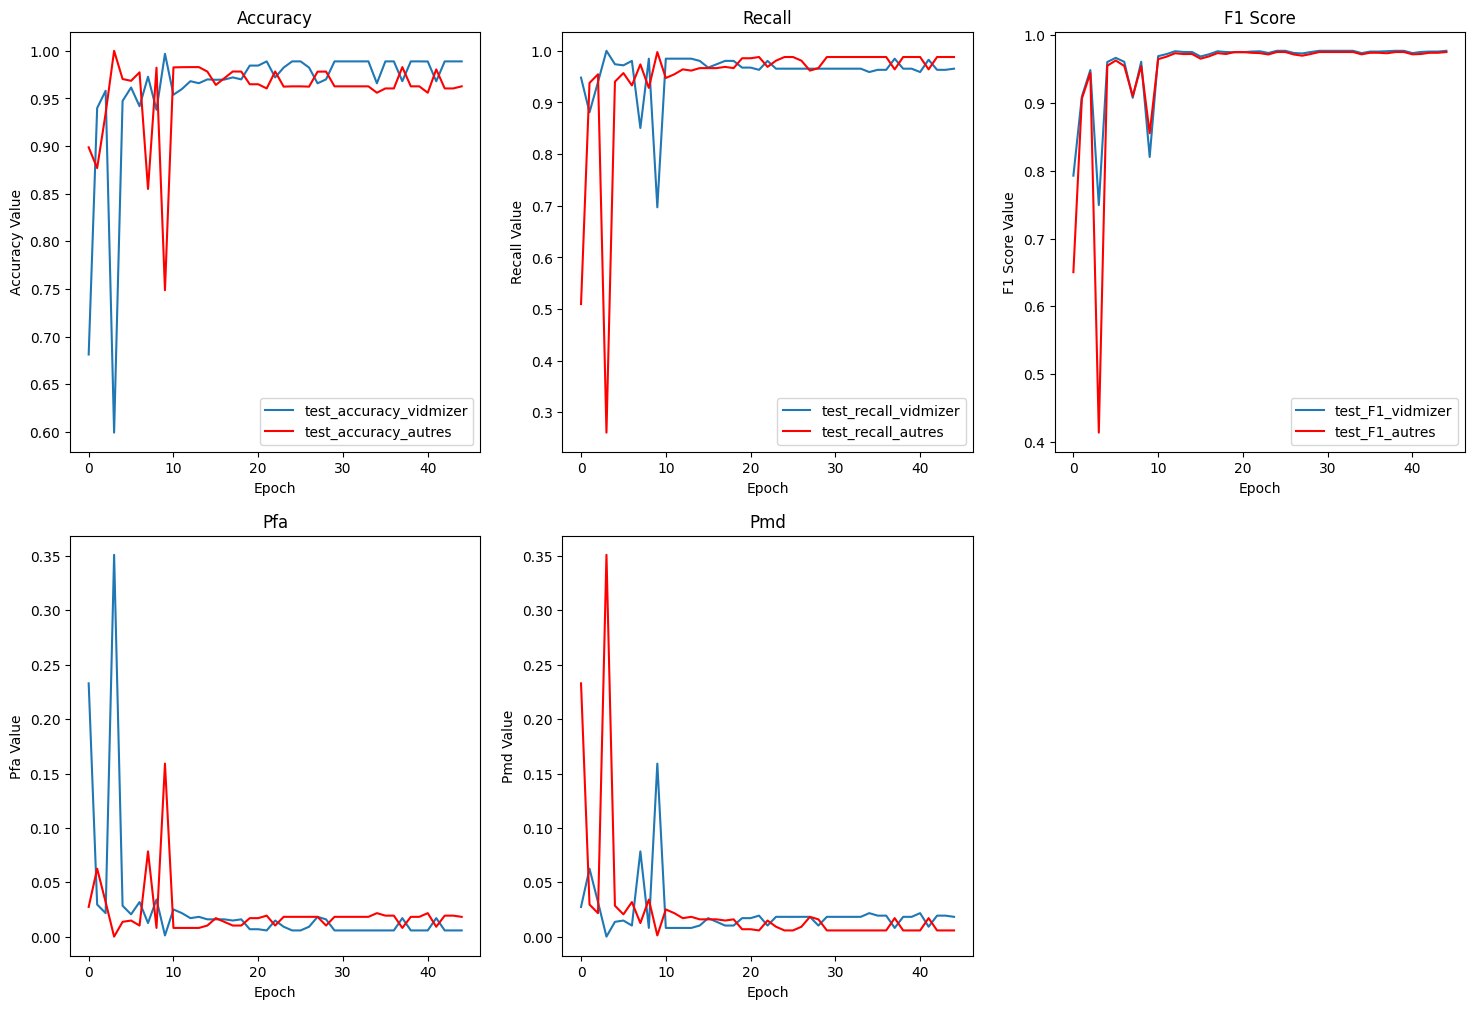 Accuracy
Accuracy Value
1.00
0.95
0.90
0.85
0.80
0.75
0.70
0.65
0.60
test_accuracy_vidmizer
test_accuracy_autres
0 10 20 30 40
Epoch
Recall
Recall Value
1.0
0.9
0.8
0.7
0.6
0.5
0.4
0.3
test_recall_vidmizer
test_recall_autres
0 10 20 30 40
Epoch
F1 Score
F1 Score Value
1.0
0.9
0.8
0.7
0.6
0.5
0.4
test_F1_vidmizer
test_F1_autres
0 10 20 30 40
Epoch
Pfa
Pfa Value
0.35
0.30
0.25
0.20
0.15
0.10
0.05
0.00
0 10 20 30 40
Epoch
Pmd
Pmd Value
0.35
0.30
0.25
0.20
0.15
0.10
0.05
0.00
0 10 20 30 40
Epoch